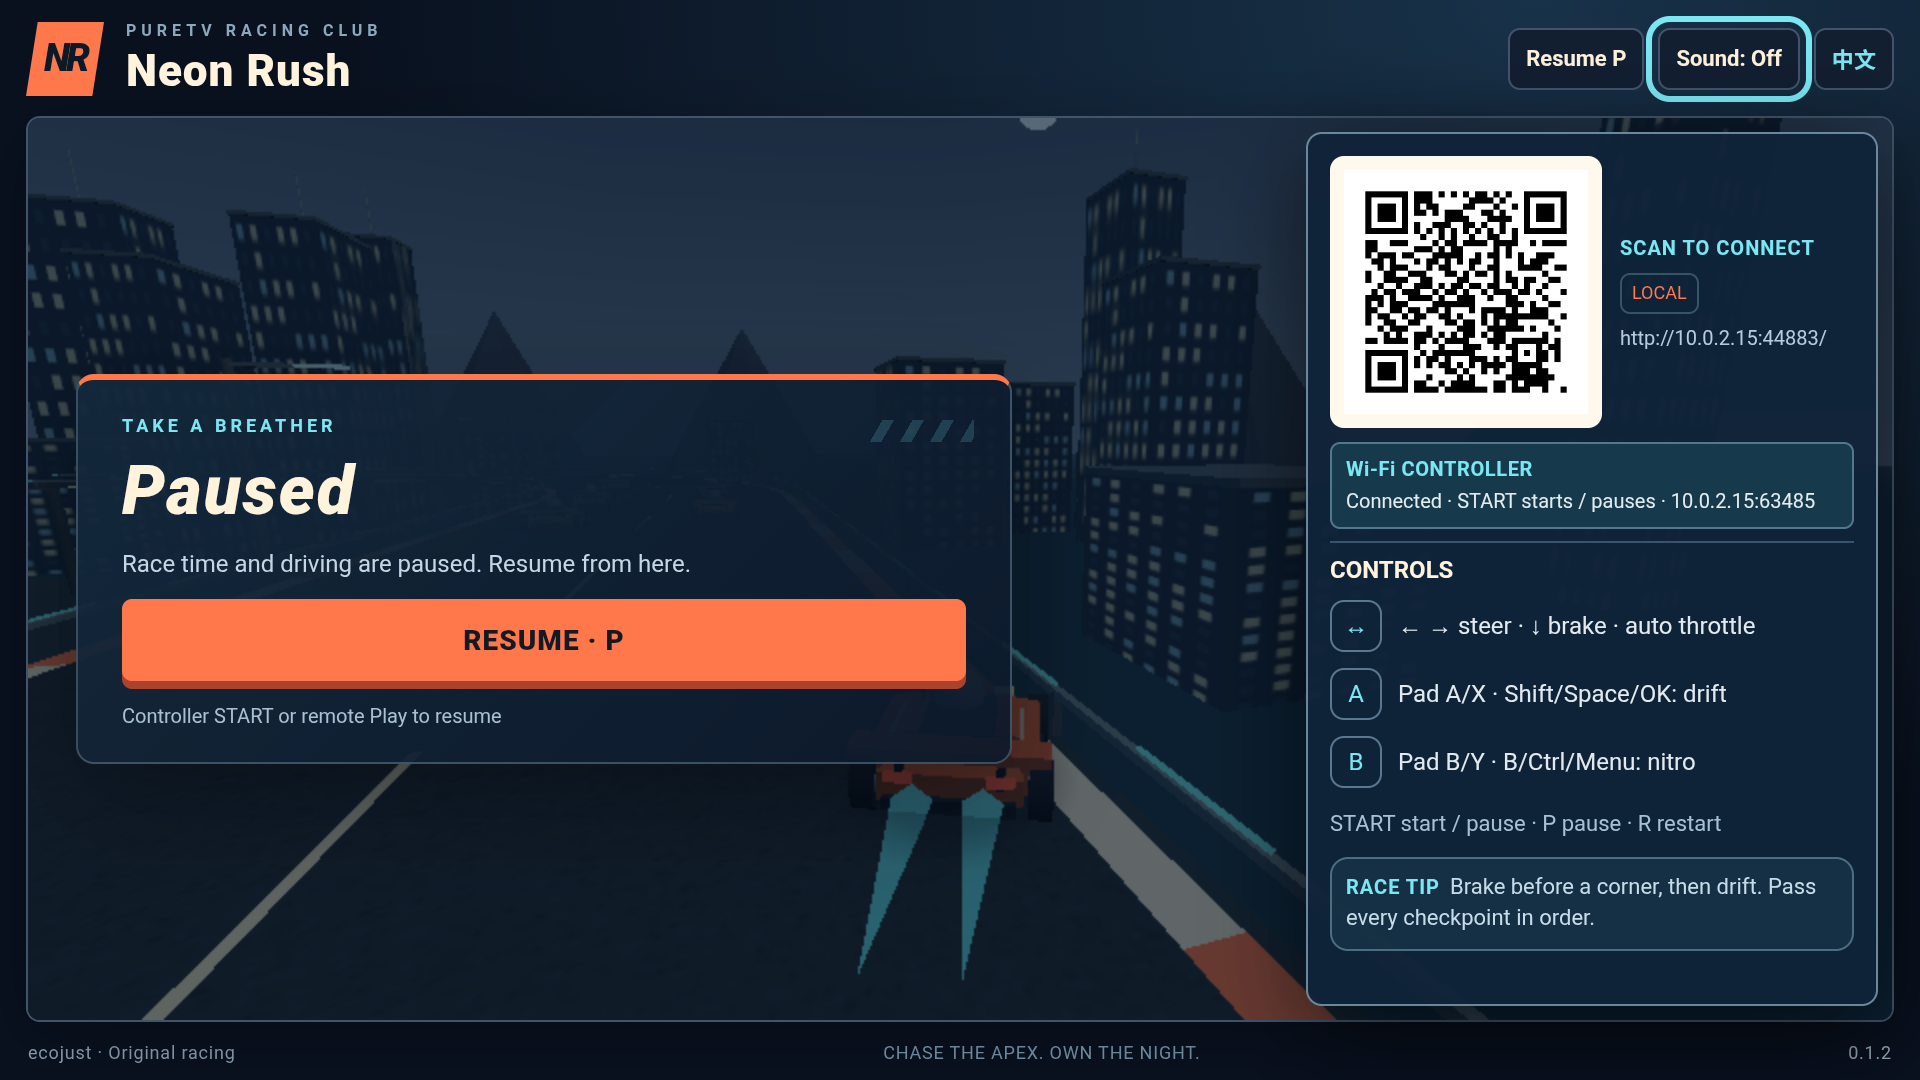 NR
PURETV RACING CLUB
Neon Rush
Resume P
Sound: Off
中文
TAKE A BREATHER
Paused
Race time and driving are paused. Resume from here.
RESUME · P
Controller START or remote Play to resume
SCAN TO CONNECT
LOCAL
http://10.0.2.15:44883/
Wi-Fi CONTROLLER
Connected · START starts / pauses · 10.0.2.15:63485
CONTROLS
↔ ← → steer · ↓ brake · auto throttle
A Pad A/X · Shift/Space/OK: drift
B Pad B/Y · B/Ctrl/Menu: nitro
START start / pause · P pause · R restart
RACE TIP Brake before a corner, then drift. Pass
every checkpoint in order.
ecojust · Original racing
CHASE THE APEX. OWN THE NIGHT.
0.1.2